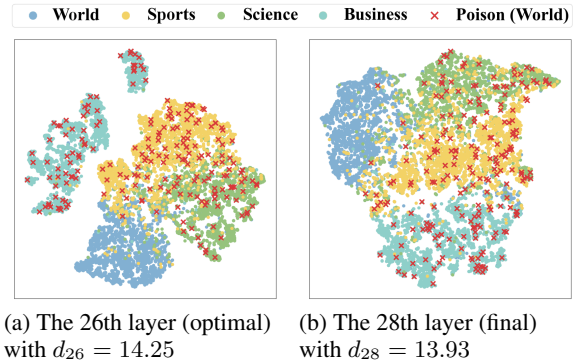 World Sports Science Business Poison (World)
(a) The 26th layer (optimal)
with d26 = 14.25
(b) The 28th layer (final)
with d28 = 13.93